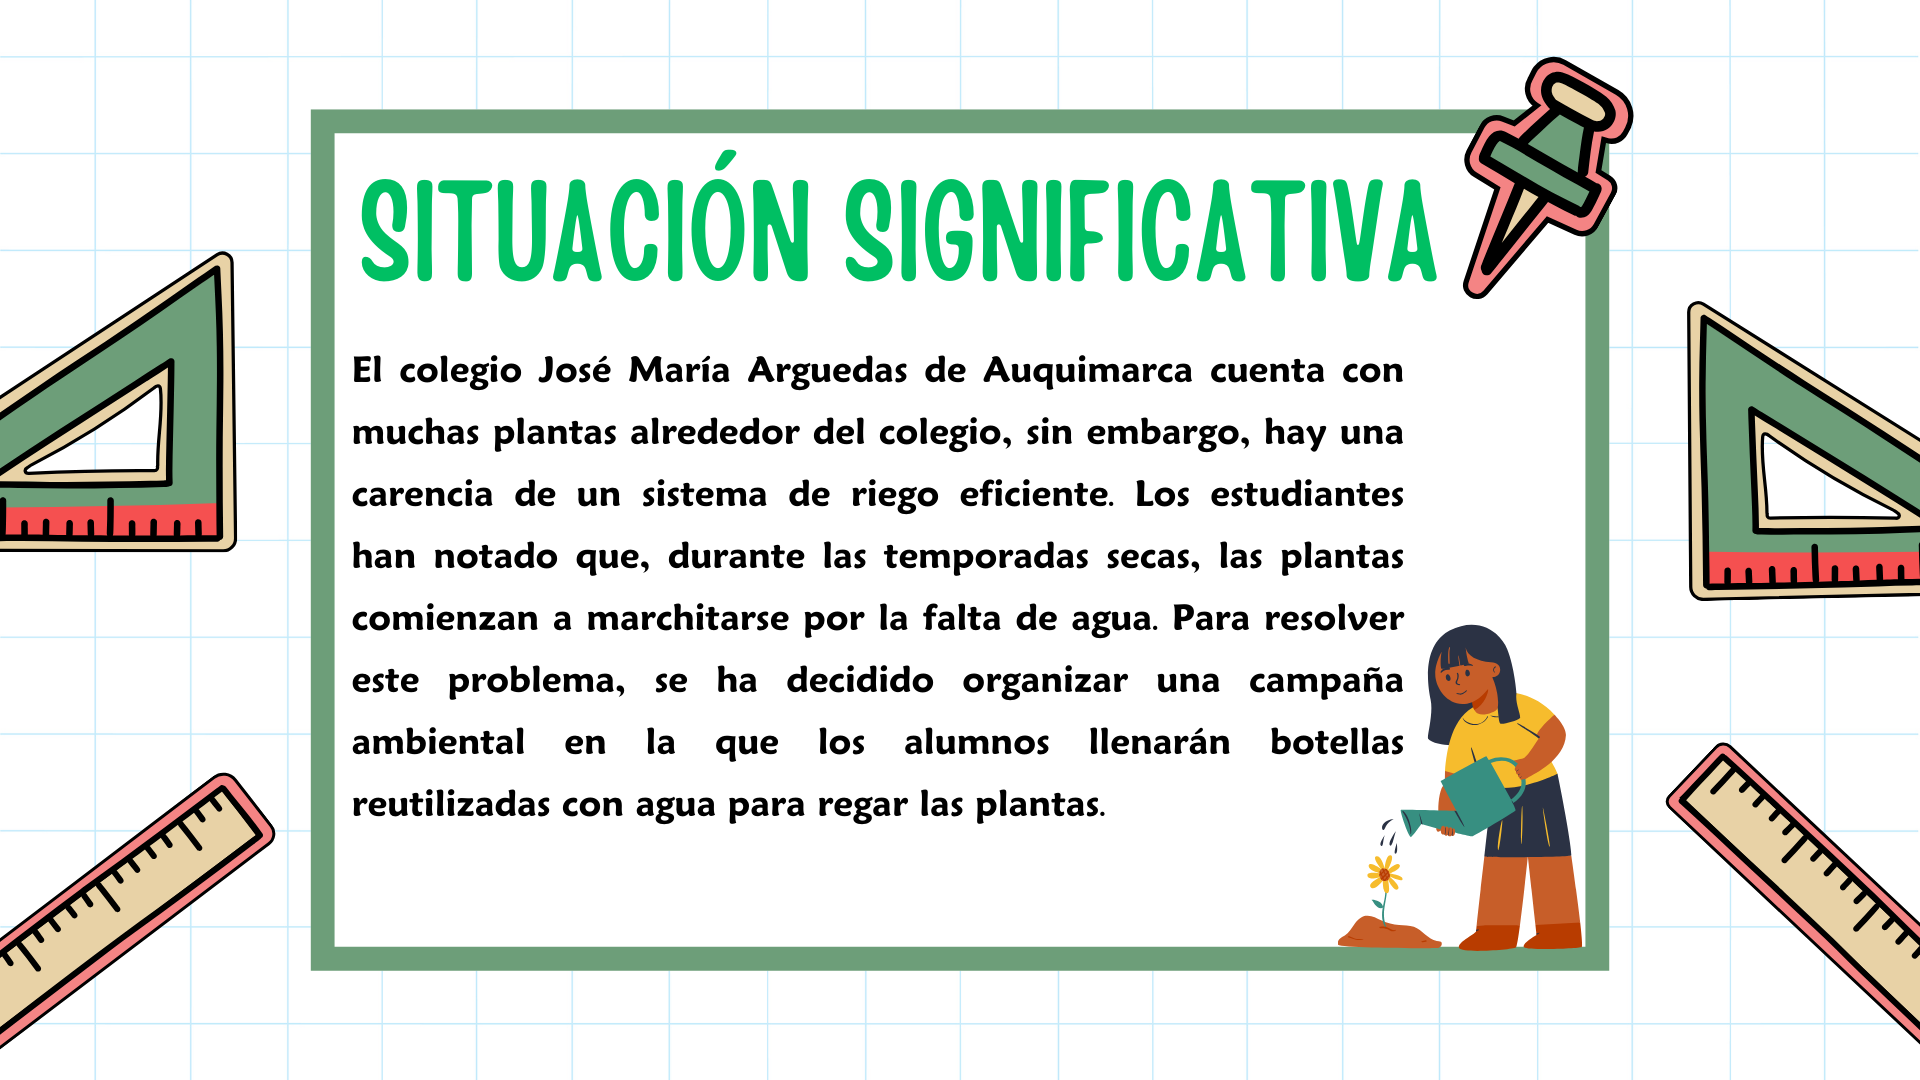 SITUACIÓN SIGNIFICATIVA
El colegio José María Arguedas de Auquimarca cuenta con
muchas plantas alrededor del colegio, sin embargo, hay una
carencia de un sistema de riego eficiente. Los estudiantes
han notado que, durante las temporadas secas, las plantas
comienzan a marchitarse por la falta de agua. Para resolver
este problema, se ha decidido organizar una campaña
ambiental en la que los alumnos llenarán botellas
reutilizadas con agua para regar las plantas.